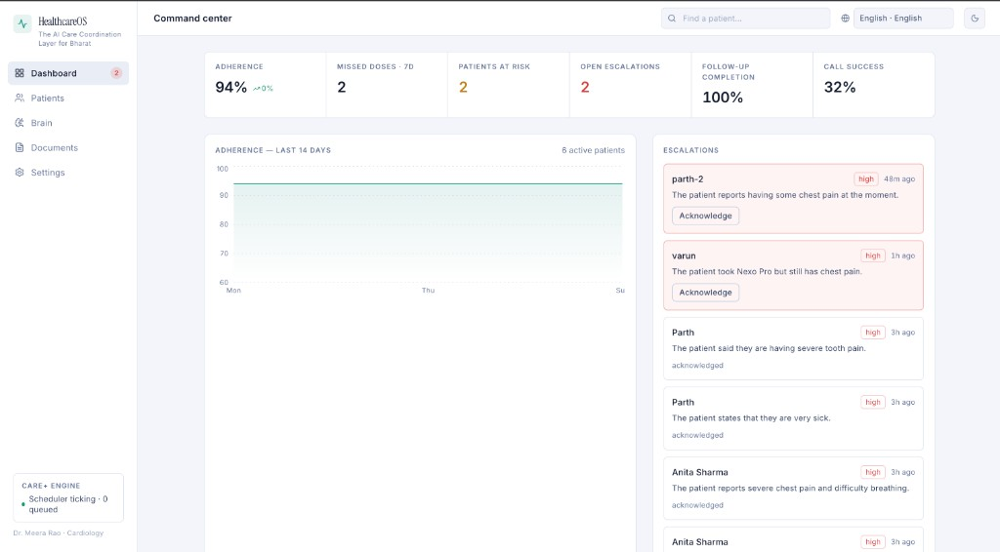 HealthcareOS
The AI Care Coordination
Layer for Bharat
Dashboard 2
Patients
Brain
Documents
Settings
CARE+ ENGINE
Scheduler ticking · 0
queued
Dr. Meera Rao · Cardiology
Command center
Find a patient...
English · English
ADHERENCE
94% 0%
MISSED DOSES · 7D
2
PATIENTS AT RISK
2
OPEN ESCALATIONS
2
FOLLOW-UP
COMPLETION
100%
CALL SUCCESS
32%
ADHERENCE — LAST 14 DAYS 6 active patients
100
90
80
70
60
Mon Thu Su
ESCALATIONS
parth-2 high 48m ago
The patient reports having some chest pain at the moment.
Acknowledge
varun high 1h ago
The patient took Nexo Pro but still has chest pain.
Acknowledge
Parth high 3h ago
The patient said they are having severe tooth pain.
acknowledged
Parth high 3h ago
The patient states that they are very sick.
acknowledged
Anita Sharma high 3h ago
The patient reports severe chest pain and difficulty breathing.
acknowledged
Anita Sharma high 3h ago